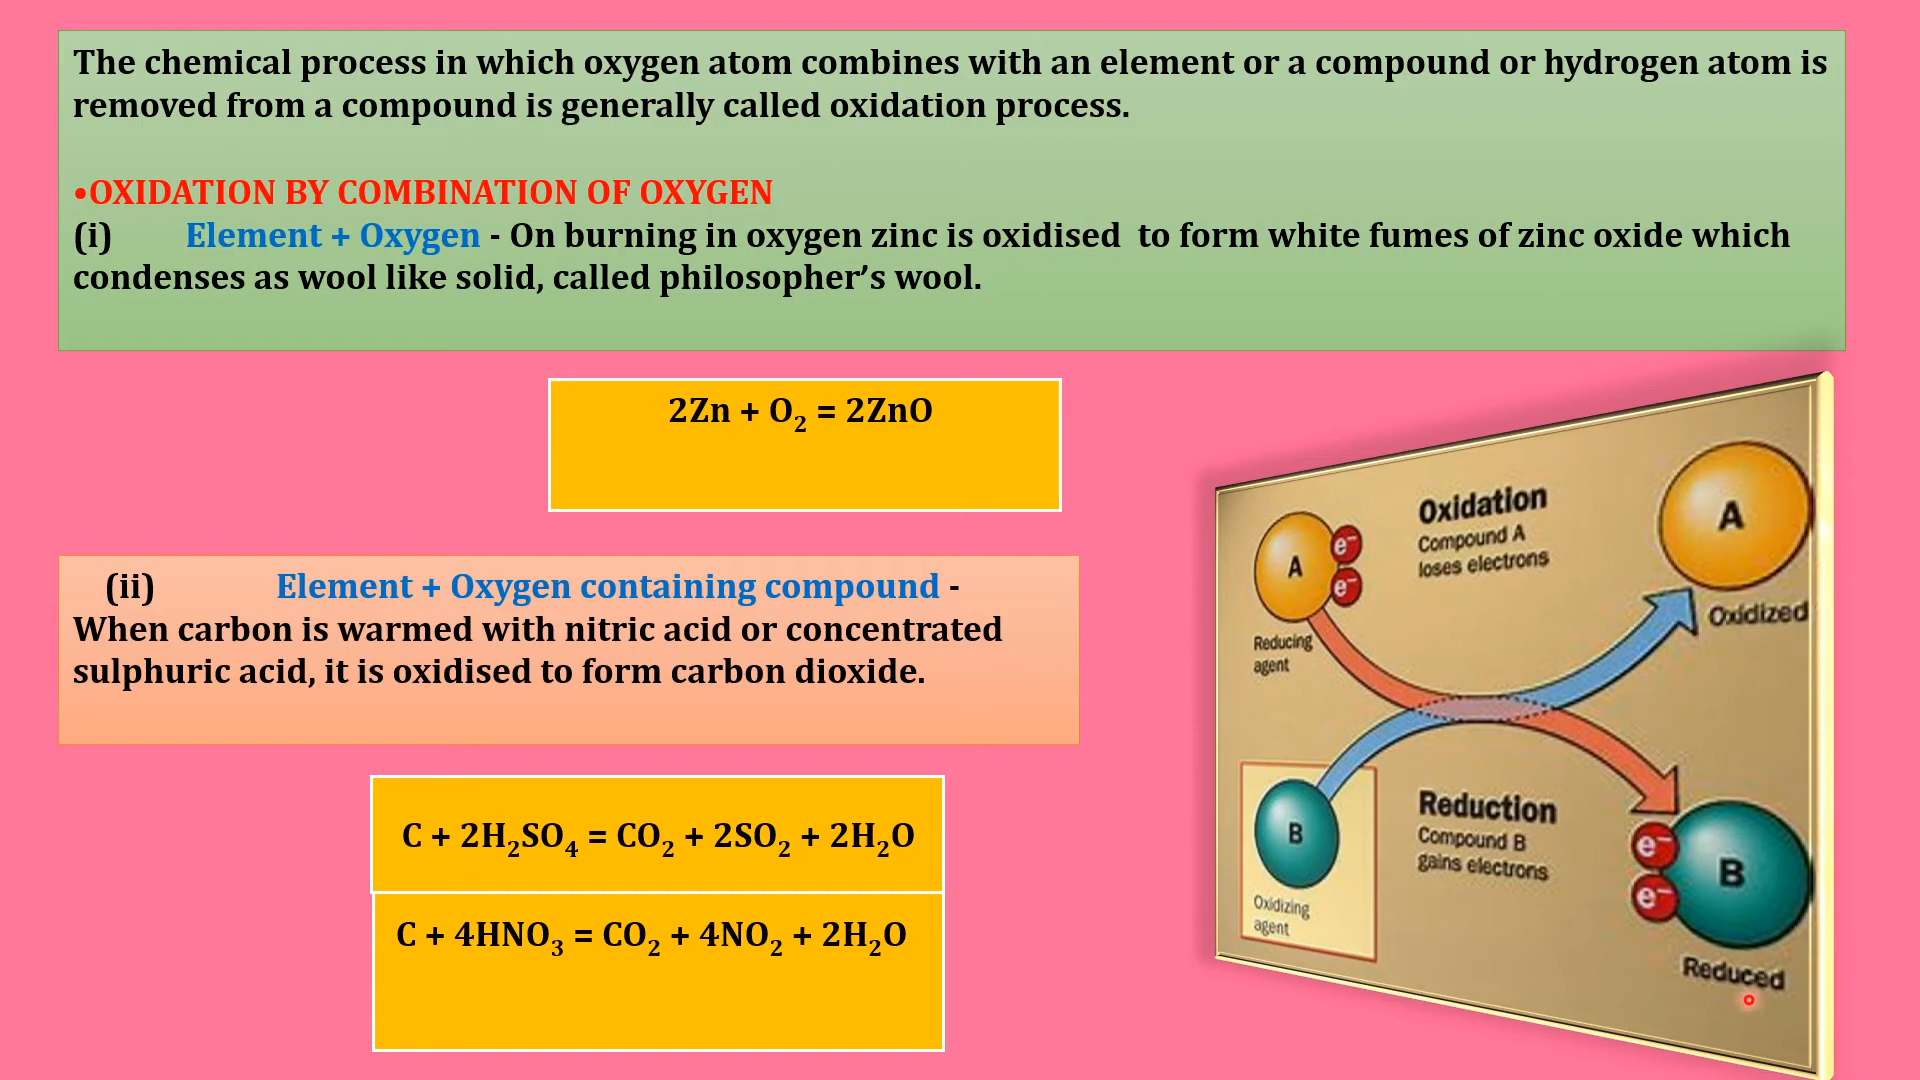 The chemical process in which oxygen atom combines with an element or a compound or hydrogen atom is
removed from a compound is generally called oxidation process.
•OXIDATION BY COMBINATION OF OXYGEN
(i) Element + Oxygen - On burning in oxygen zinc is oxidised to form white fumes of zinc oxide which
condenses as wool like solid, called philosopher’s wool.
2Zn + O₂ = 2ZnO
(ii) Element + Oxygen containing compound -
When carbon is warmed with nitric acid or concentrated
sulphuric acid, it is oxidised to form carbon dioxide.
C + 2H₂SO₄ = CO₂ + 2SO₂ + 2H₂O
C + 4HNO₃ = CO₂ + 4NO₂ + 2H₂O
Oxidation
Compound A
loses electrons
A
e⁻
e⁻
Reducing
agent
A
Oxidized
B
Oxidizing
agent
Reduction
Compound B
gains electrons
e⁻
e⁻
B
Reduced